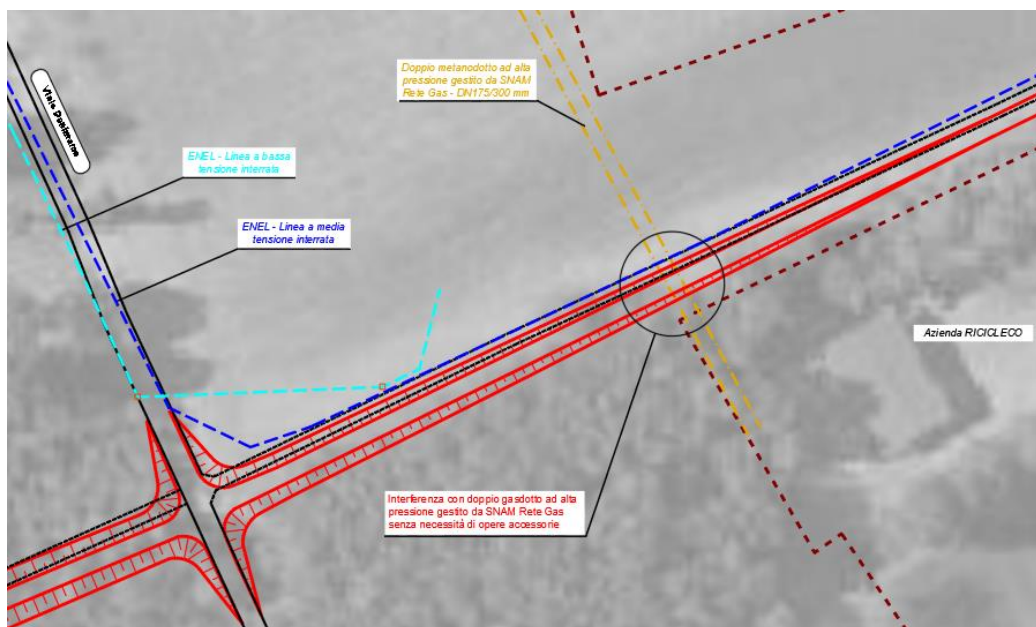 Doppio metanodotto ad alta
pressione gestito da SNAM
Rete Gas - DN175/300 mm
ENEL - Linea a bassa
tensione interrata
ENEL - Linea a media
tensione interrata
Azienda RICICLECO
Interferenza con doppio gasdotto ad alta
pressione gestito da SNAM Rete Gas
senza necessità di opere accessorie
Viale